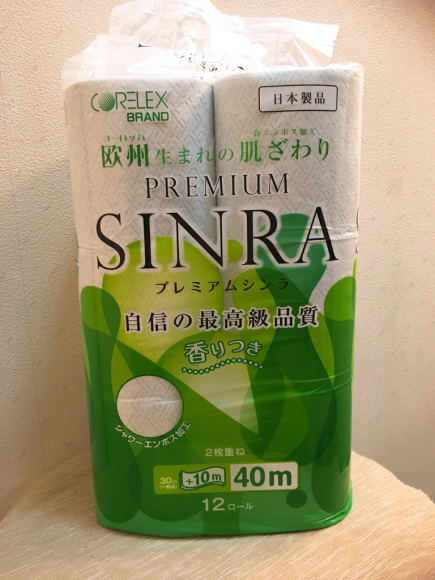 CORELEX
BRAND
日本製品
ヨーロッパ
欧州生まれの肌ざわり
新エンボス加工
PREMIUM
SINRA
プレミアムシンラ
自信の最高級品質
香りつき
シャワーエンボス加工
2枚重ね
30m
+10m
40m
12ロール